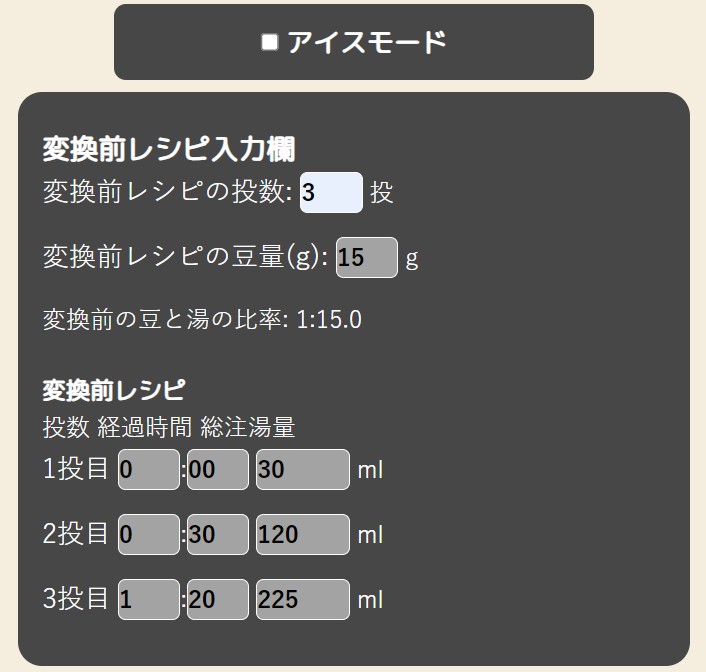 アイスモード
変換前レシピ入力欄
変換前レシピの投数: 3 投
変換前レシピの豆量(g): 15 g
変換前の豆と湯の比率: 1:15.0
変換前レシピ
投数 経過時間 総注湯量
1投目 0:00 30 ml
2投目 0:30 120 ml
3投目 1:20 225 ml